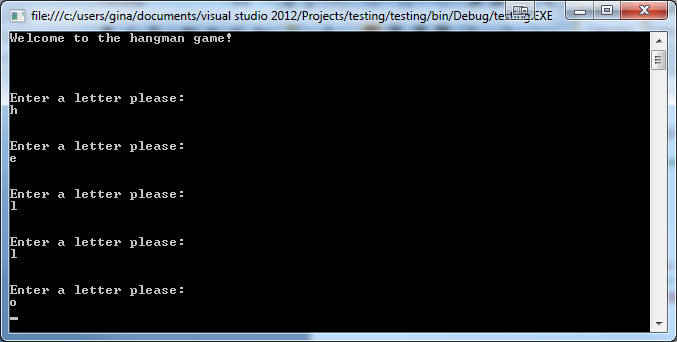 file:///c:/users/gina/documents/visual studio 2012/Projects/testing/testing/bin/Debug/testing.EXE
Welcome to the hangman game!
Enter a letter please:
h
Enter a letter please:
e
Enter a letter please:
l
Enter a letter please:
l
Enter a letter please:
o